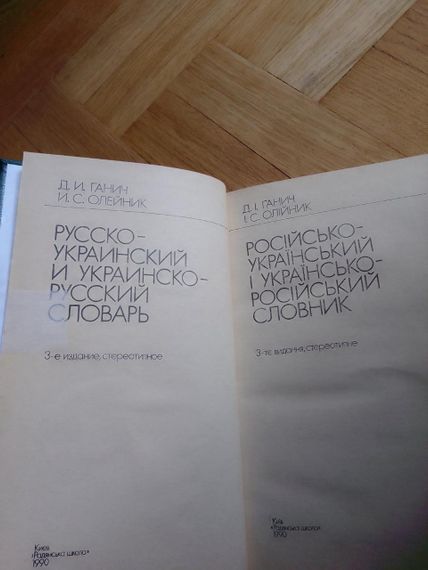 Д. И. ГАНИЧ
И. С. ОЛЕЙНИК
РУССКО-
УКРАИНСКИЙ
И УКРАИНСКО-
РУССКИЙ
СЛОВАРЬ
3-е издание, стереотипное
Киев
«Радянська школа»
1990
Д. І. ГАНИЧ
І. С. ОЛІЙНИК
РОСІЙСЬКО-
УКРАЇНСЬКИЙ
І УКРАЇНСЬКО-
РОСІЙСЬКИЙ
СЛОВНИК
3-тє видання, стереотипне
Київ
«Радянська школа»
1990